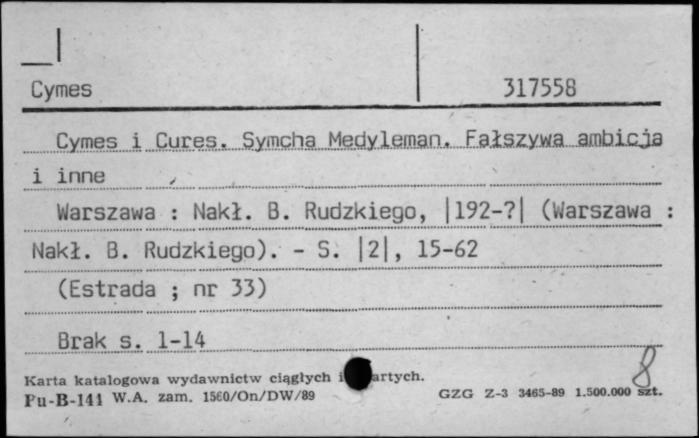 Cymes 317558
Cymes i Cures. Symcha Medyleman. Fałszywa ambicja
i inne
Warszawa : Nakł. B. Rudzkiego, |192-?| (Warszawa :
Nakł. B. Rudzkiego). - S. |2|, 15-62
(Estrada ; nr 33)
Brak s. 1-14
8
Karta katalogowa wydawnictw ciągłych i artych.
Pu-B-141 W.A. zam. 1560/On/DW/89 GZG Z-3 3465-89 1.500.000 szt.